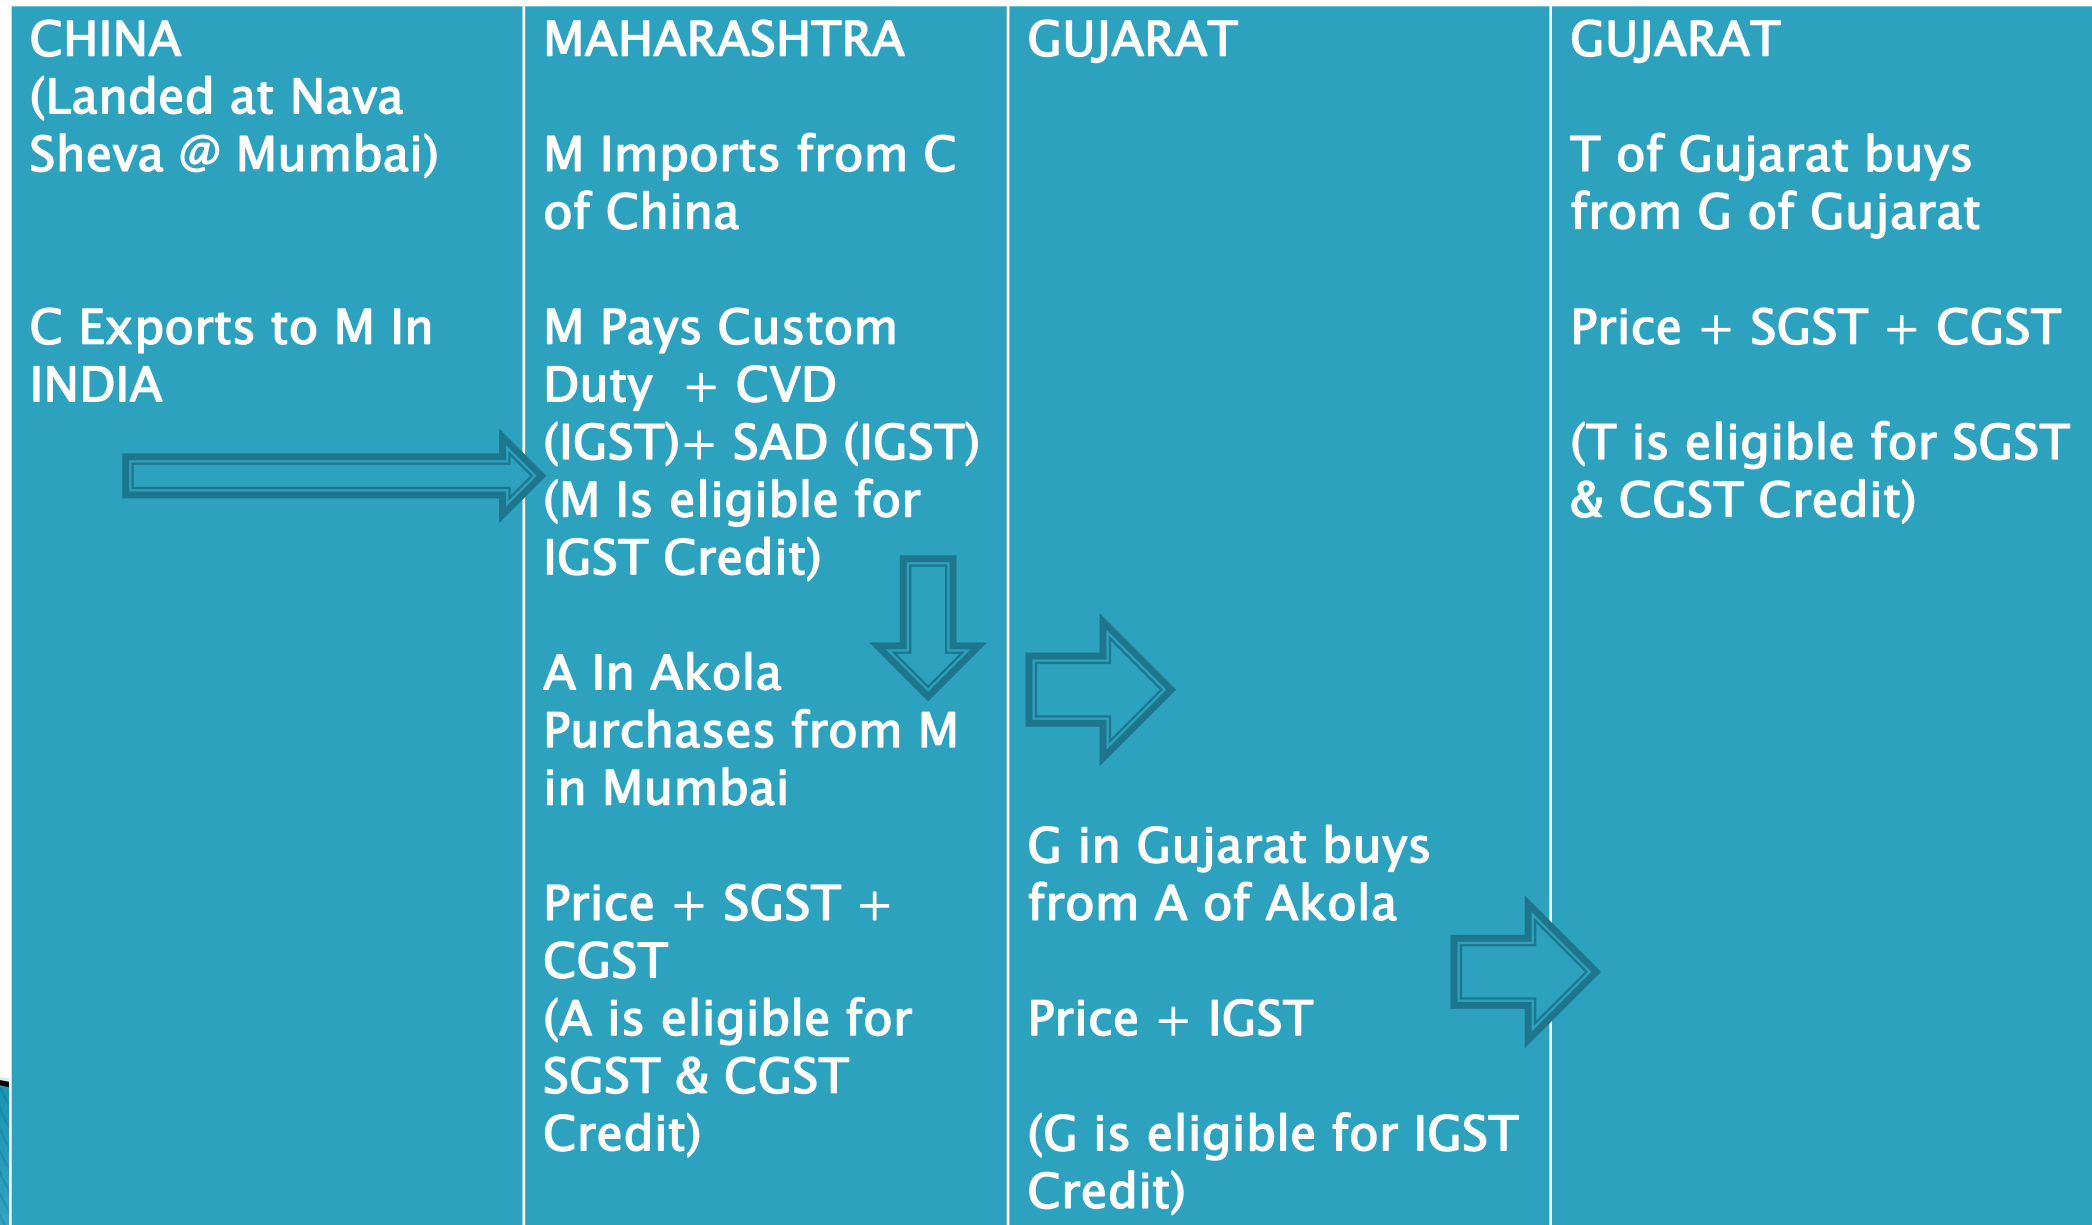 CHINA
(Landed at Nava
Sheva @ Mumbai)
C Exports to M In
INDIA
MAHARASHTRA
M Imports from C
of China
M Pays Custom
Duty + CVD
(IGST)+ SAD (IGST)
(M Is eligible for
IGST Credit)
A In Akola
Purchases from M
in Mumbai
Price + SGST +
CGST
(A is eligible for
SGST & CGST
Credit)
GUJARAT
G in Gujarat buys
from A of Akola
Price + IGST
(G is eligible for IGST
Credit)
GUJARAT
T of Gujarat buys
from G of Gujarat
Price + SGST + CGST
(T is eligible for SGST
& CGST Credit)